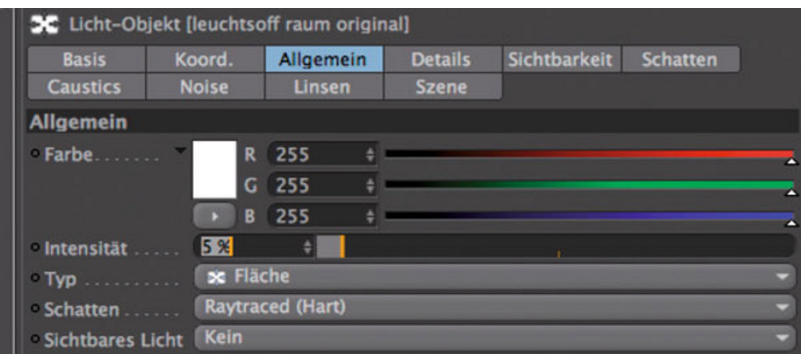 Licht-Objekt [leuchtsoff raum original]
Basis Koord. Allgemein Details Sichtbarkeit Schatten
Caustics Noise Linsen Szene
Allgemein
Farbe....... R 255
G 255
B 255
Intensität ..... 5 %
Typ .......... Fläche
Schatten ...... Raytraced (Hart)
Sichtbares Licht Kein